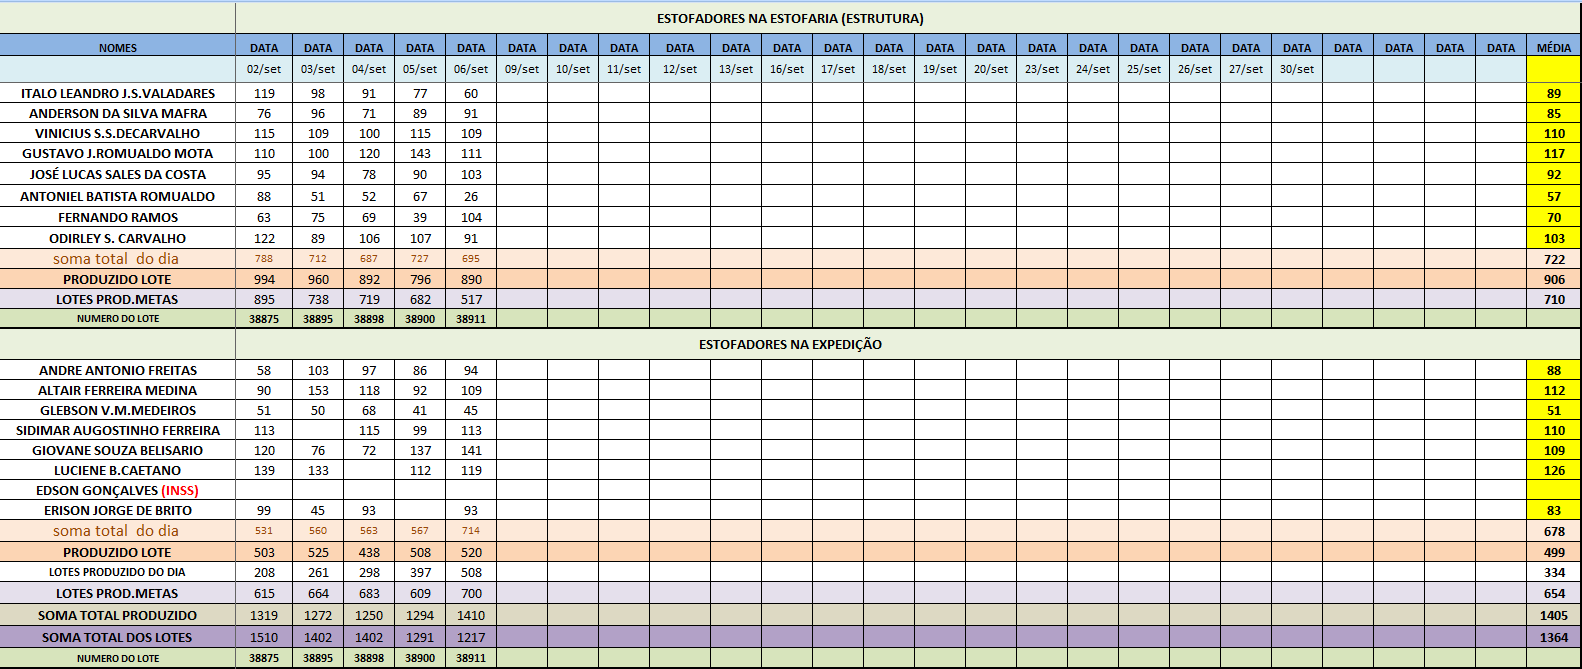 ESTOFADORES NA ESTOFARIA (ESTRUTURA)
NOMES DATA DATA DATA DATA DATA DATA DATA DATA DATA DATA DATA DATA DATA DATA DATA DATA DATA DATA DATA DATA DATA DATA DATA DATA DATA MÉDIA
02/set 03/set 04/set 05/set 06/set 09/set 10/set 11/set 12/set 13/set 16/set 17/set 18/set 19/set 20/set 23/set 24/set 25/set 26/set 27/set 30/set
ITALO LEANDRO J.S.VALADARES 119 98 91 77 60 89
ANDERSON DA SILVA MAFRA 76 96 71 89 91 85
VINICIUS S.S.DECARVALHO 115 109 100 115 109 110
GUSTAVO J.ROMUALDO MOTA 110 100 120 143 111 117
JOSÉ LUCAS SALES DA COSTA 95 94 78 90 103 92
ANTONIEL BATISTA ROMUALDO 88 51 52 67 26 57
FERNANDO RAMOS 63 75 69 39 104 70
ODIRLEY S. CARVALHO 122 89 106 107 91 103
soma total do dia 788 712 687 727 695 722
PRODUZIDO LOTE 994 960 892 796 890 906
LOTES PROD.METAS 895 738 719 682 517 710
NUMERO DO LOTE 38875 38895 38898 38900 38911
ESTOFADORES NA EXPEDIÇÃO
ANDRE ANTONIO FREITAS 58 103 97 86 94 88
ALTAIR FERREIRA MEDINA 90 153 118 92 109 112
GLEBSON V.M.MEDEIROS 51 50 68 41 45 51
SIDIMAR AUGOSTINHO FERREIRA 113 115 99 113 110
GIOVANE SOUZA BELISARIO 120 76 72 137 141 109
LUCIENE B.CAETANO 139 133 112 119 126
EDSON GONÇALVES (INSS)
ERISON JORGE DE BRITO 99 45 93 93 83
soma total do dia 531 560 563 567 714 678
PRODUZIDO LOTE 503 525 438 508 520 499
LOTES PRODUZIDO DO DIA 208 261 298 397 508 334
LOTES PROD.METAS 615 664 683 609 700 654
SOMA TOTAL PRODUZIDO 1319 1272 1250 1294 1410 1405
SOMA TOTAL DOS LOTES 1510 1402 1402 1291 1217 1364
NUMERO DO LOTE 38875 38895 38898 38900 38911